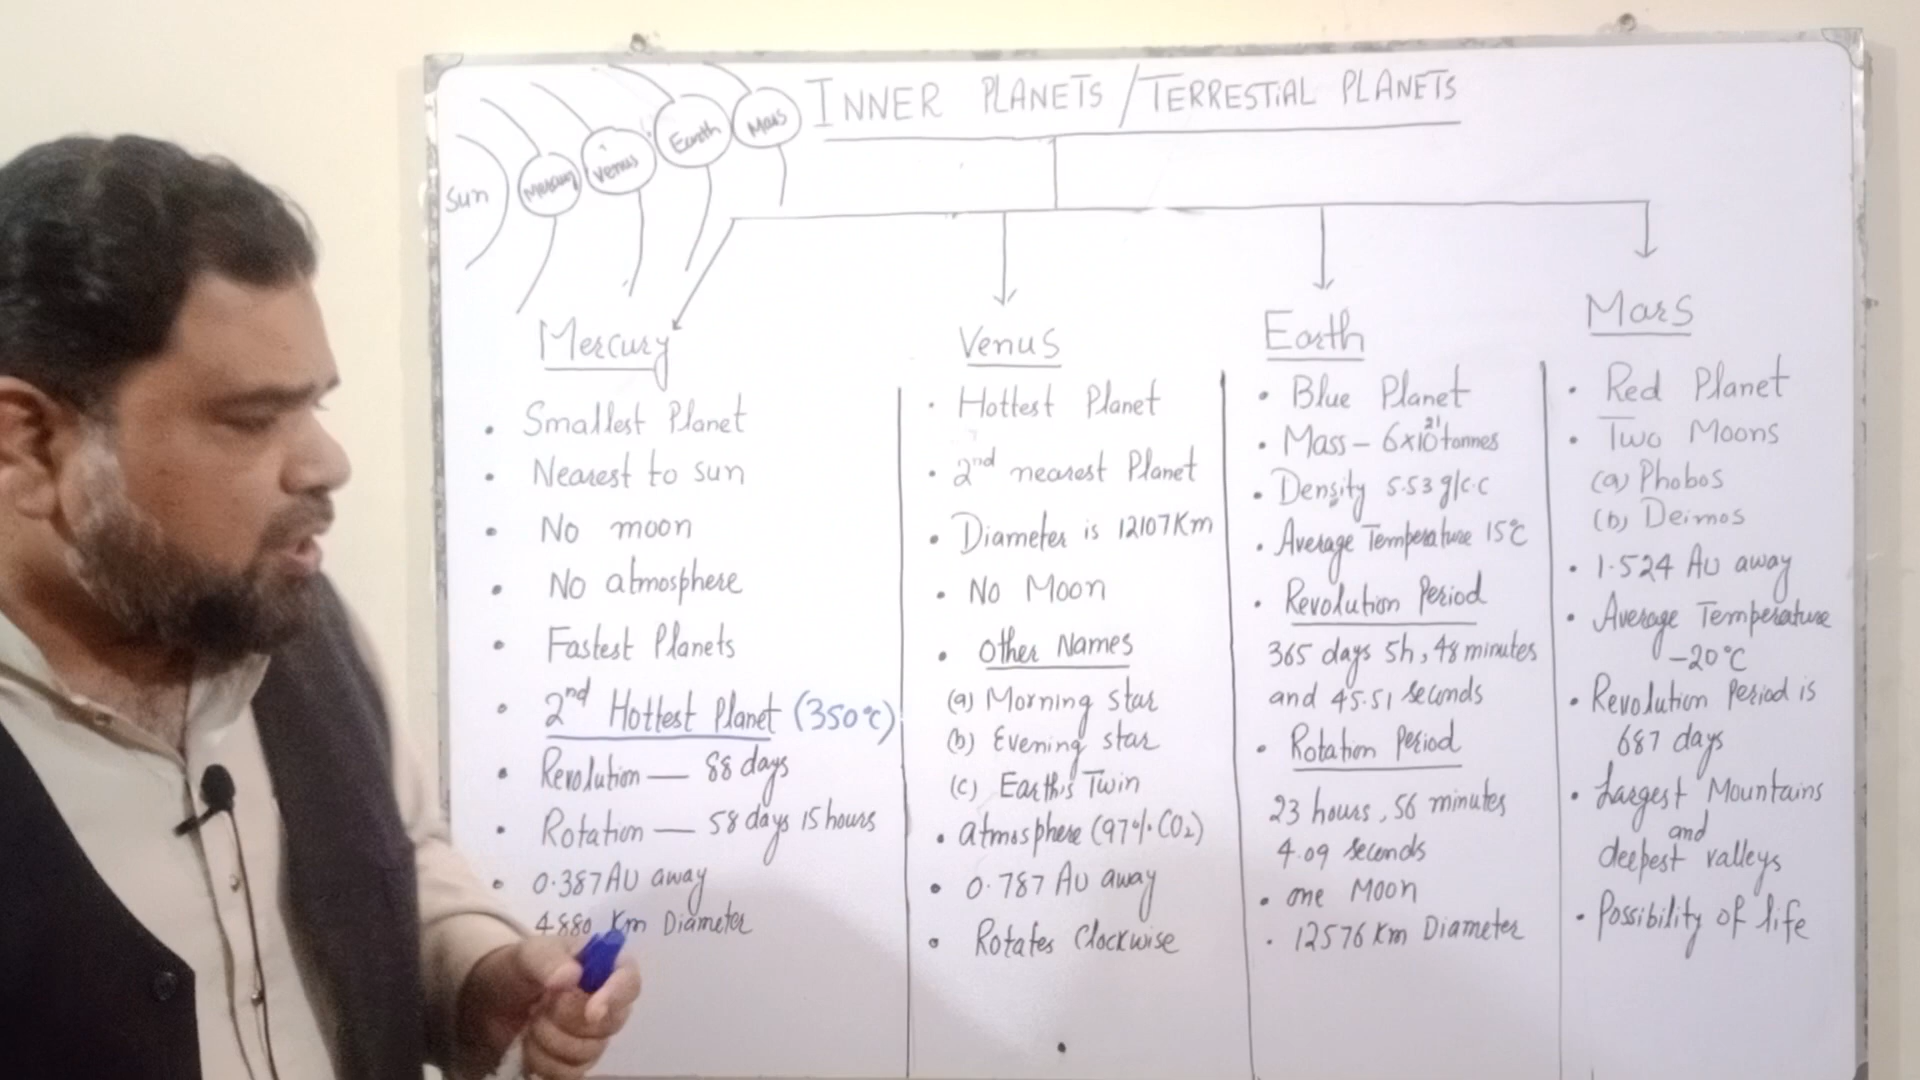 INNER PLANETS / TERRESTIAL PLANETS
Sun
Mercury
Venus
Earth
Mars
Mercury
• Smallest Planet
• Nearest to sun
• No moon
• No atmosphere
• Fastest Planets
• 2nd Hottest Planet (350°c)
• Revolution — 88 days
• Rotation — 58 days 15 hours
• 0.387 AU away
4880 Km Diameter
Venus
• Hottest Planet
• 2nd nearest Planet
• Diameter is 12107 Km
• No Moon
• Other Names
(a) Morning star
(b) Evening star
(c) Earth's Twin
• atmosphere (97% CO2)
• 0.787 AU away
• Rotates Clockwise
Earth
• Blue Planet
• Mass – 6×10^21 tonnes
• Density 5.53 g/c.c
• Average Temperature 15°C
• Revolution Period
365 days 5h, 48 minutes
and 45.51 seconds
• Rotation Period
23 hours, 56 minutes
4.09 seconds
• one Moon
• 12576 Km Diameter
Mars
• Red Planet
• Two Moons
(a) Phobos
(b) Deimos
• 1.524 AU away
• Average Temperature
-20°C
• Revolution Period is
687 days
• Largest Mountains
and
deepest valleys
• Possibility of life